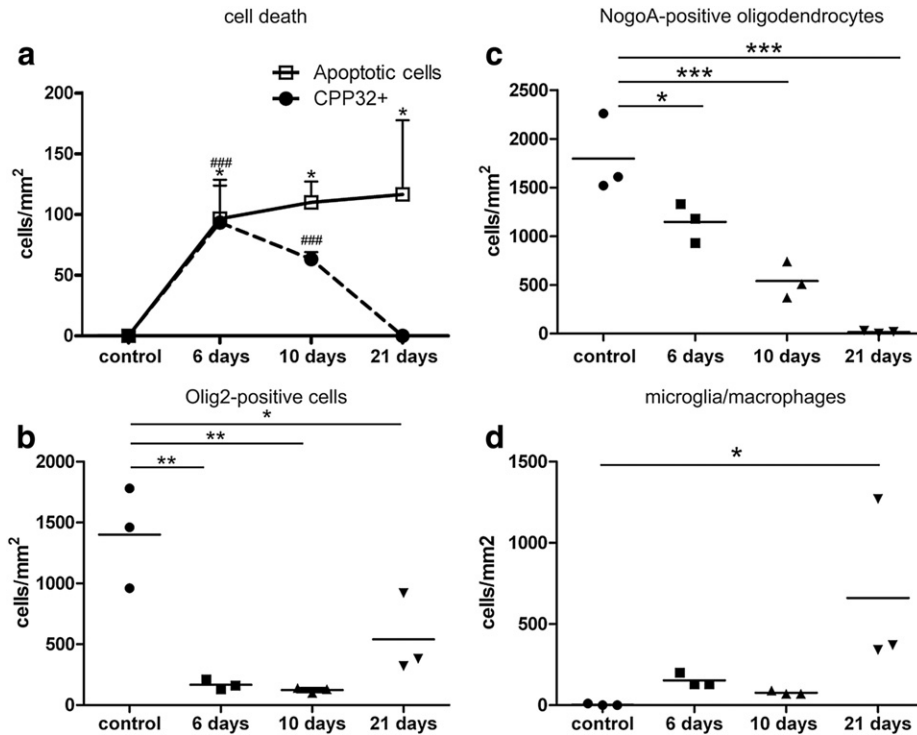 cell death
a
Apoptotic cells
CPP32+
200
150
100
50
0
cells/mm²
###
*
*
*
###
control 6 days 10 days 21 days
NogoA-positive oligodendrocytes
c
***
***
*
2500
2000
1500
1000
500
0
cells/mm²
control 6 days 10 days 21 days
Olig2-positive cells
b
*
**
**
2000
1500
1000
500
0
cells/mm²
control 6 days 10 days 21 days
microglia/macrophages
d
*
1500
1000
500
0
cells/mm2
control 6 days 10 days 21 days